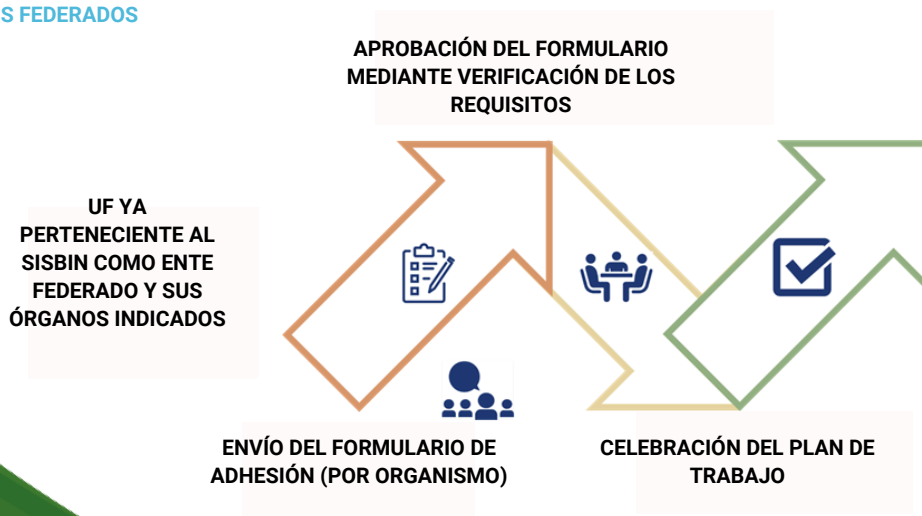 S FEDERADOS
APROBACIÓN DEL FORMULARIO
MEDIANTE VERIFICACIÓN DE LOS
REQUISITOS
UF YA
PERTENECIENTE AL
SISBIN COMO ENTE
FEDERADO Y SUS
ÓRGANOS INDICADOS
ENVÍO DEL FORMULARIO DE
ADHESIÓN (POR ORGANISMO)
CELEBRACIÓN DEL PLAN DE
TRABAJO